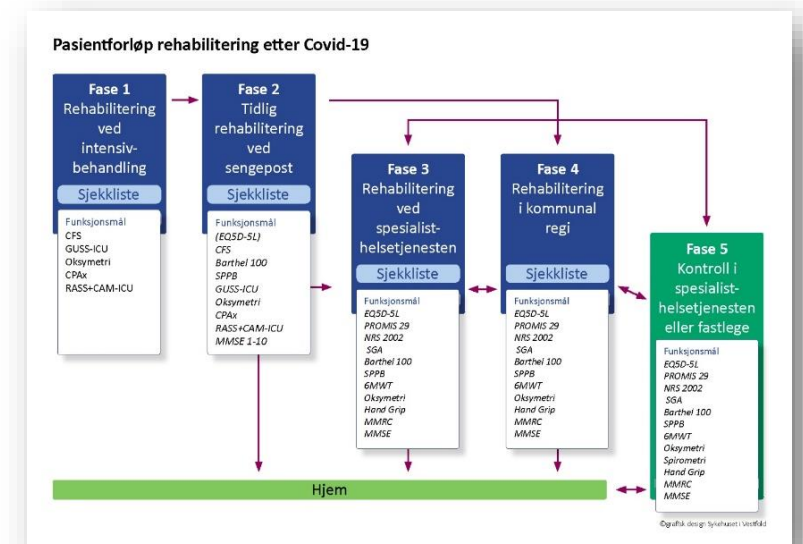 Pasientforløp rehabilitering etter Covid-19
Fase 1
Rehabilitering
ved
intensiv-
behandling
Sjekkliste
Funksjonsmål
CFS
GUSS-ICU
Oksymetri
CPAx
RASS+CAM-ICU
Fase 2
Tidlig
rehabilitering
ved
sengepost
Sjekkliste
Funksjonsmål
(EQ5D-5L)
CFS
Barthel 100
SPPB
GUSS-ICU
Oksymetri
CPAx
RASS+CAM-ICU
MMSE 1-10
Fase 3
Rehabilitering
ved
spesialist-
helsetjenesten
Sjekkliste
Funksjonsmål
EQ5D-5L
PROMIS 29
NRS 2002
SGA
Barthel 100
SPPB
6MWT
Oksymetri
Hand Grip
MMRC
MMSE
Fase 4
Rehabilitering
i kommunal
regi
Sjekkliste
Funksjonsmål
EQ5D-5L
PROMIS 29
NRS 2002
SGA
Barthel 100
SPPB
6MWT
Oksymetri
Hand Grip
MMRC
MMSE
Fase 5
Kontroll i
spesialist-
helsetjenesten
eller fastlege
Funksjonsmål
EQ5D-5L
PROMIS 29
NRS 2002
SGA
Barthel 100
SPPB
6MWT
Oksymetri
Spirometri
Hand Grip
MMRC
MMSE
Hjem
©grafisk design Sykehuset i Vestfold